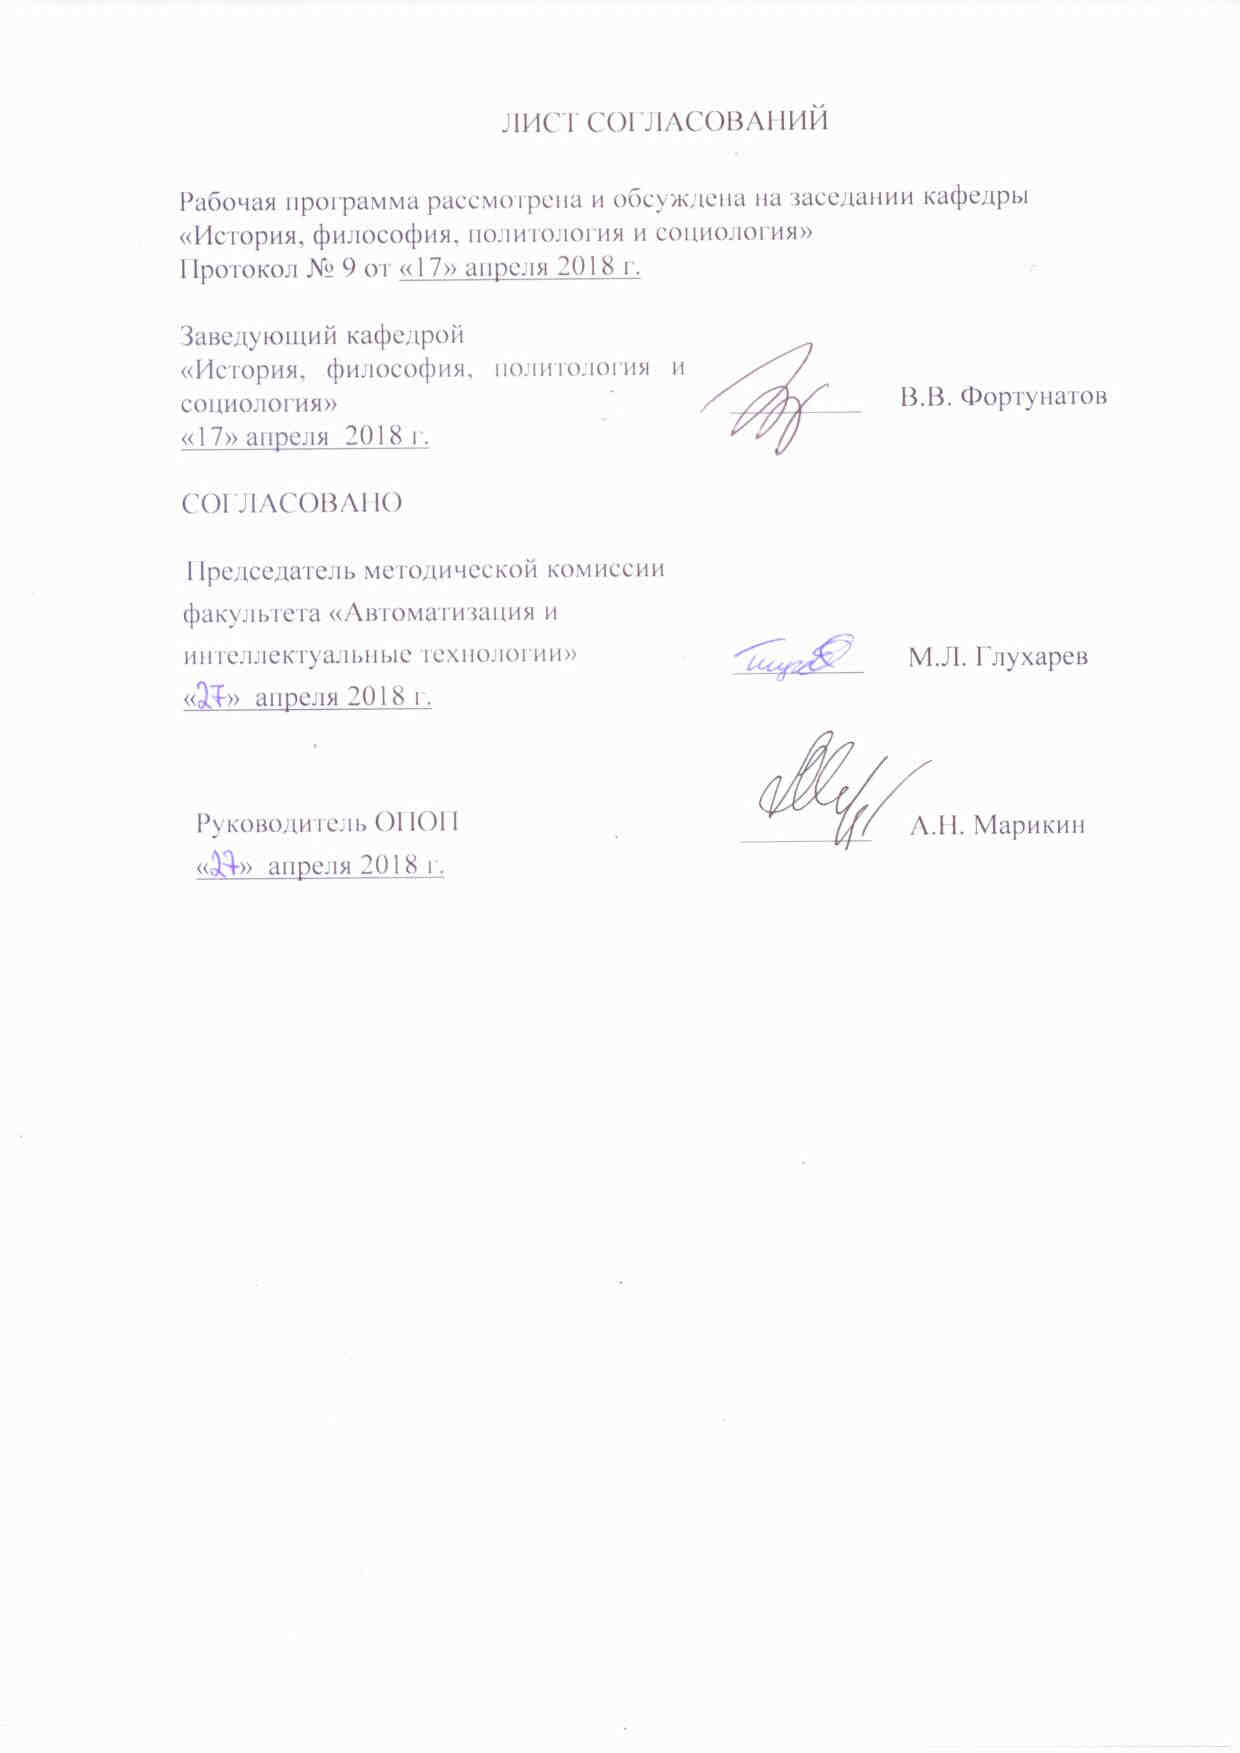 ЛИСТ СОГЛАСОВАНИЙ
Рабочая программа рассмотрена и обсуждена на заседании кафедры
«История, философия, политология и социология»
Протокол № 9 от «17» апреля 2018 г.
Заведующий кафедрой
«История, философия, политология и
социология»
В.В. Фортунатов
«17» апреля 2018 г.
СОГЛАСОВАНО
Председатель методической комиссии
факультета «Автоматизация и
интеллектуальные технологии»
М.Л. Глухарев
«27» апреля 2018 г.
Руководитель ОПОП
А.Н. Марикин
«27» апреля 2018 г.